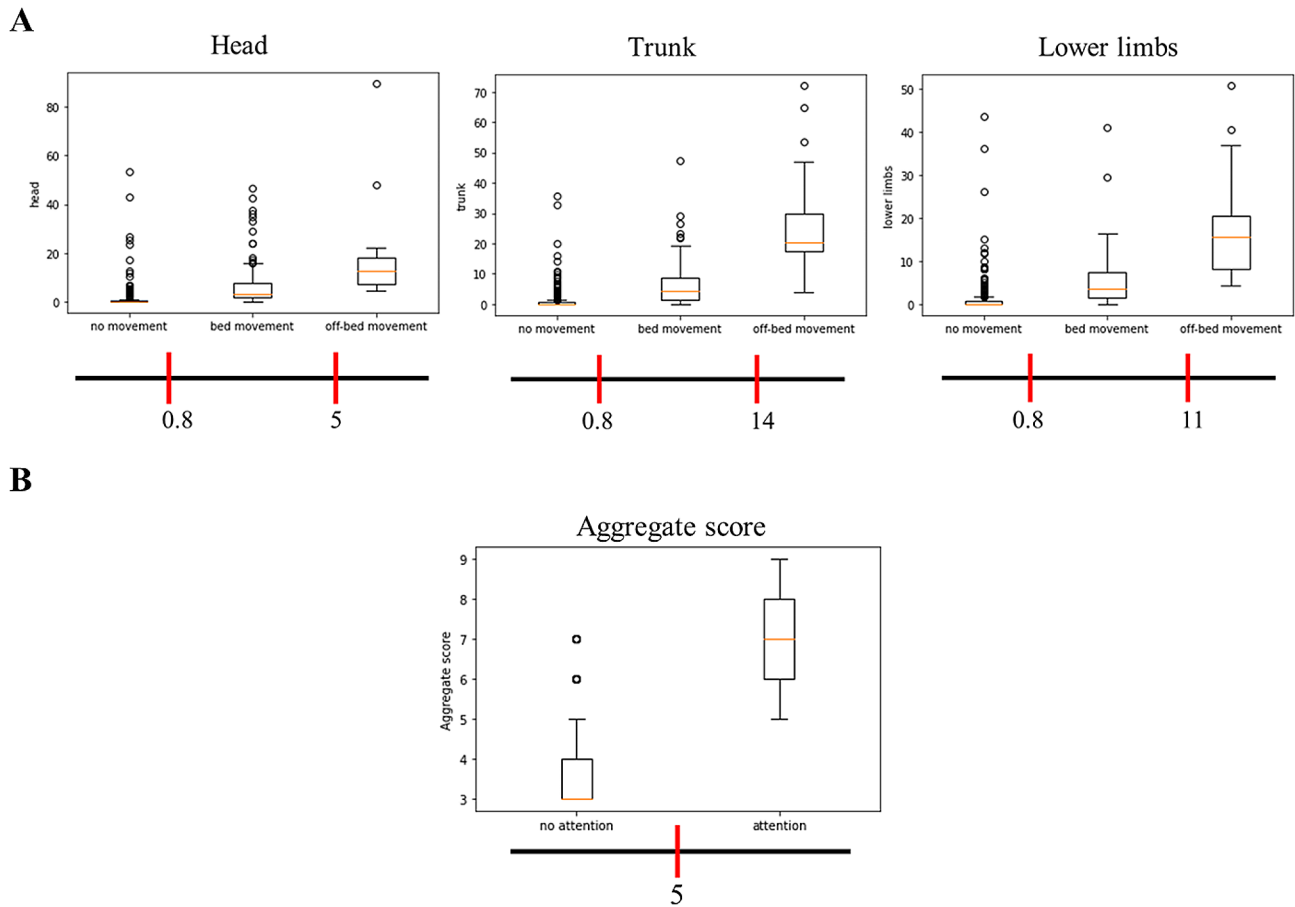 A
Head
Trunk
Lower limbs
head
80
60
40
20
0
no movement
bed movement
off-bed movement
0.8
5
trunk
70
60
50
40
30
20
10
0
no movement
bed movement
off-bed movement
0.8
14
lower limbs
50
40
30
20
10
0
no movement
bed movement
off-bed movement
0.8
11
B
Aggregate score
Aggregate score
9
8
7
6
5
4
3
no attention
attention
5